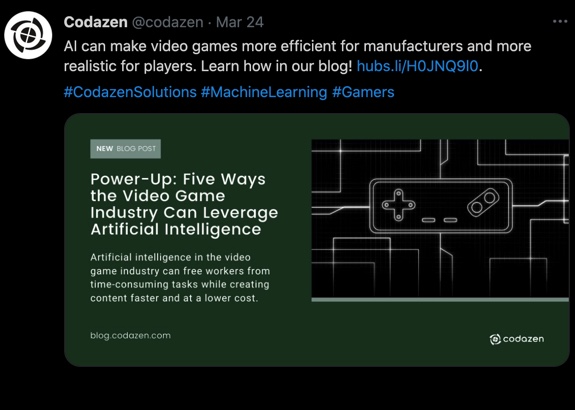 Codazen @codazen · Mar 24
AI can make video games more efficient for manufacturers and more
realistic for players. Learn how in our blog! hubs.li/H0JNQ9l0.
#CodazenSolutions #MachineLearning #Gamers
NEW BLOG POST
Power-Up: Five Ways
the Video Game
Industry Can Leverage
Artificial Intelligence
Artificial intelligence in the video
game industry can free workers from
time-consuming tasks while creating
content faster and at a lower cost.
blog.codazen.com
codazen